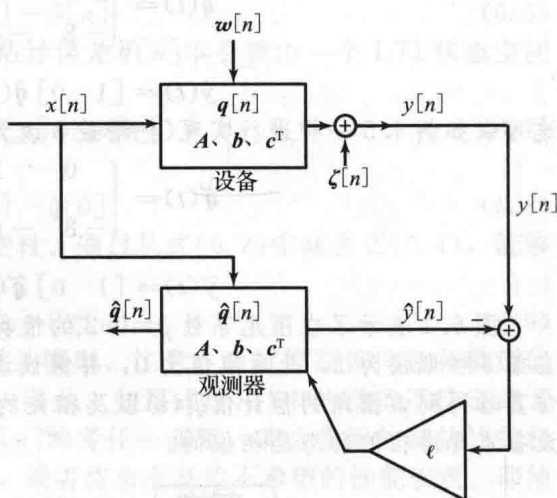 w[n]
x[n]
q[n]
A、b、c^T
设备
y[n]
ζ[n]
y[n]
q̂[n]
q̂[n]
A、b、c^T
观测器
ŷ[n]
ℓ